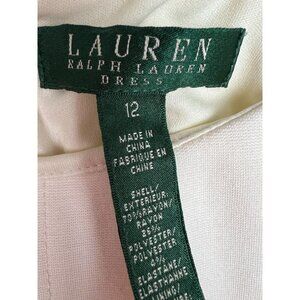 LAUREN
RALPH LAUREN
DRESS
12
MADE IN
CHINA
FABRIQUE EN
CHINE
SHELL/
EXTERIEUR:
70% RAYON/
RAYON
26% POLYESTER/
POLYESTER
4%
ELASTANE/
ELASTHANNE